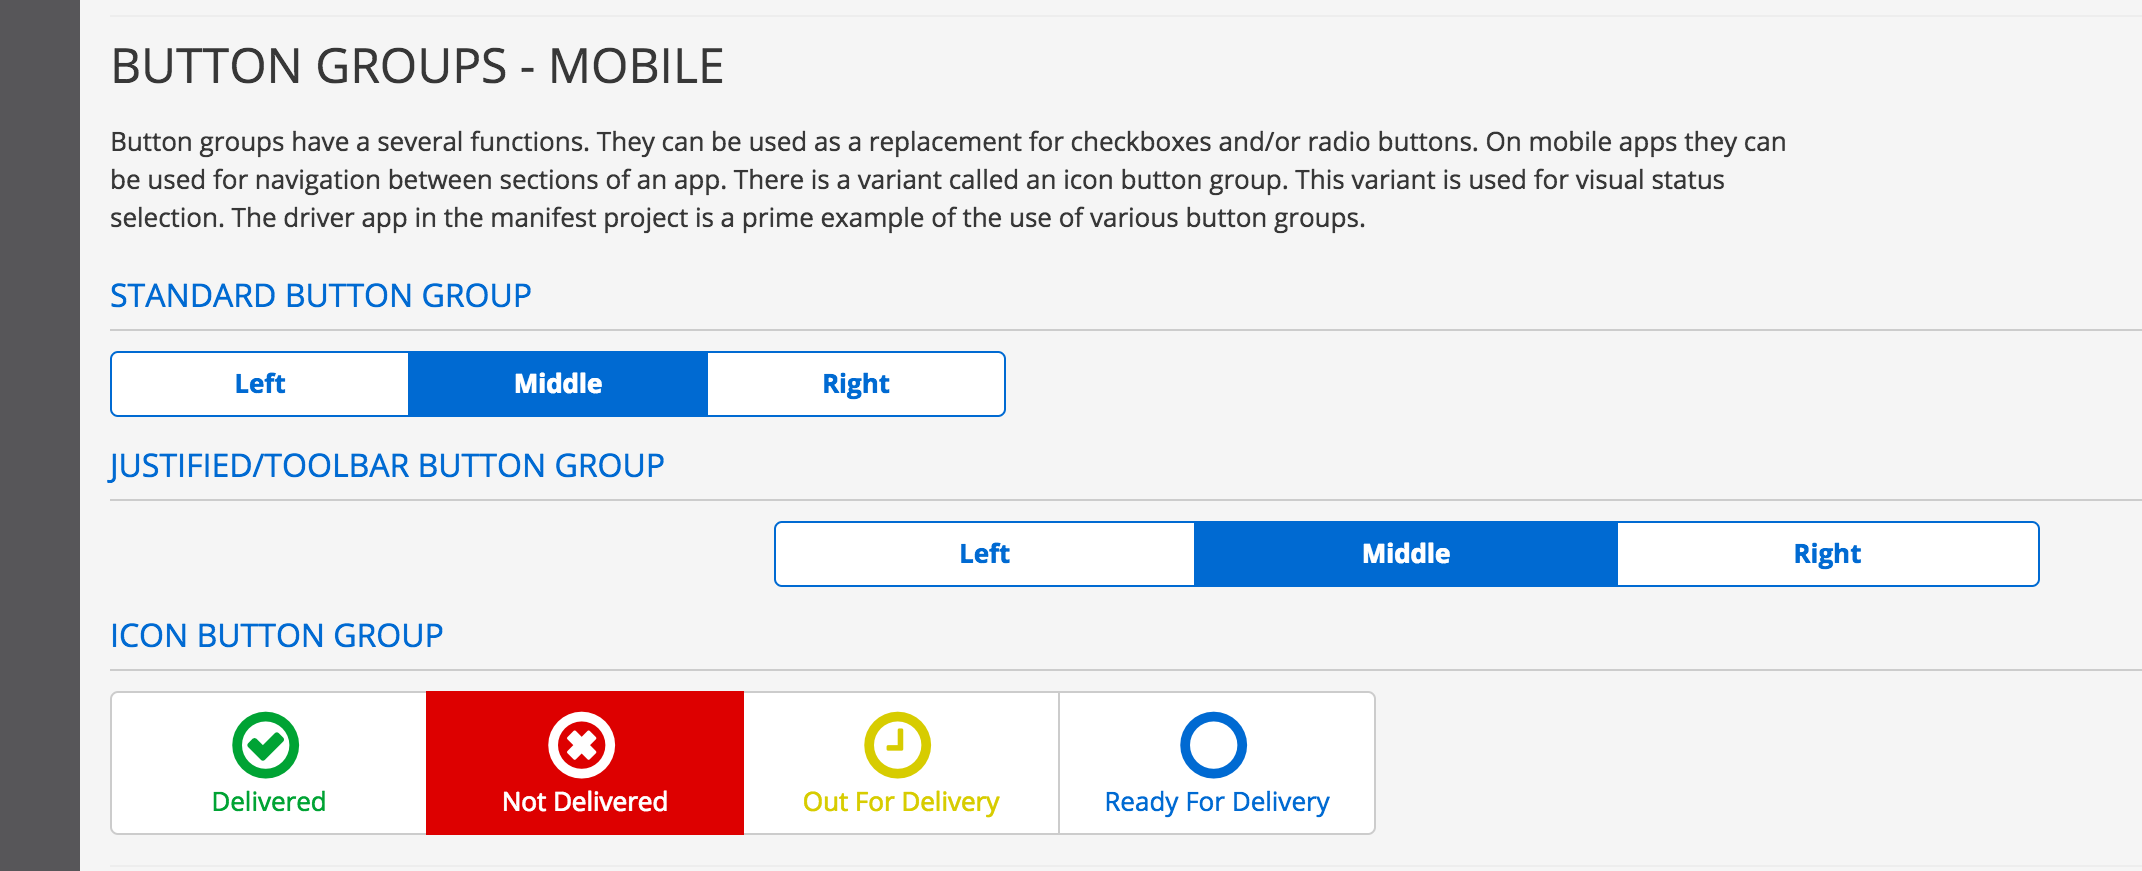 BUTTON GROUPS - MOBILE
Button groups have a several functions. They can be used as a replacement for checkboxes and/or radio buttons. On mobile apps they can
be used for navigation between sections of an app. There is a variant called an icon button group. This variant is used for visual status
selection. The driver app in the manifest project is a prime example of the use of various button groups.
STANDARD BUTTON GROUP
Left Middle Right
JUSTIFIED/TOOLBAR BUTTON GROUP
Left Middle Right
ICON BUTTON GROUP
Delivered Not Delivered Out For Delivery Ready For Delivery